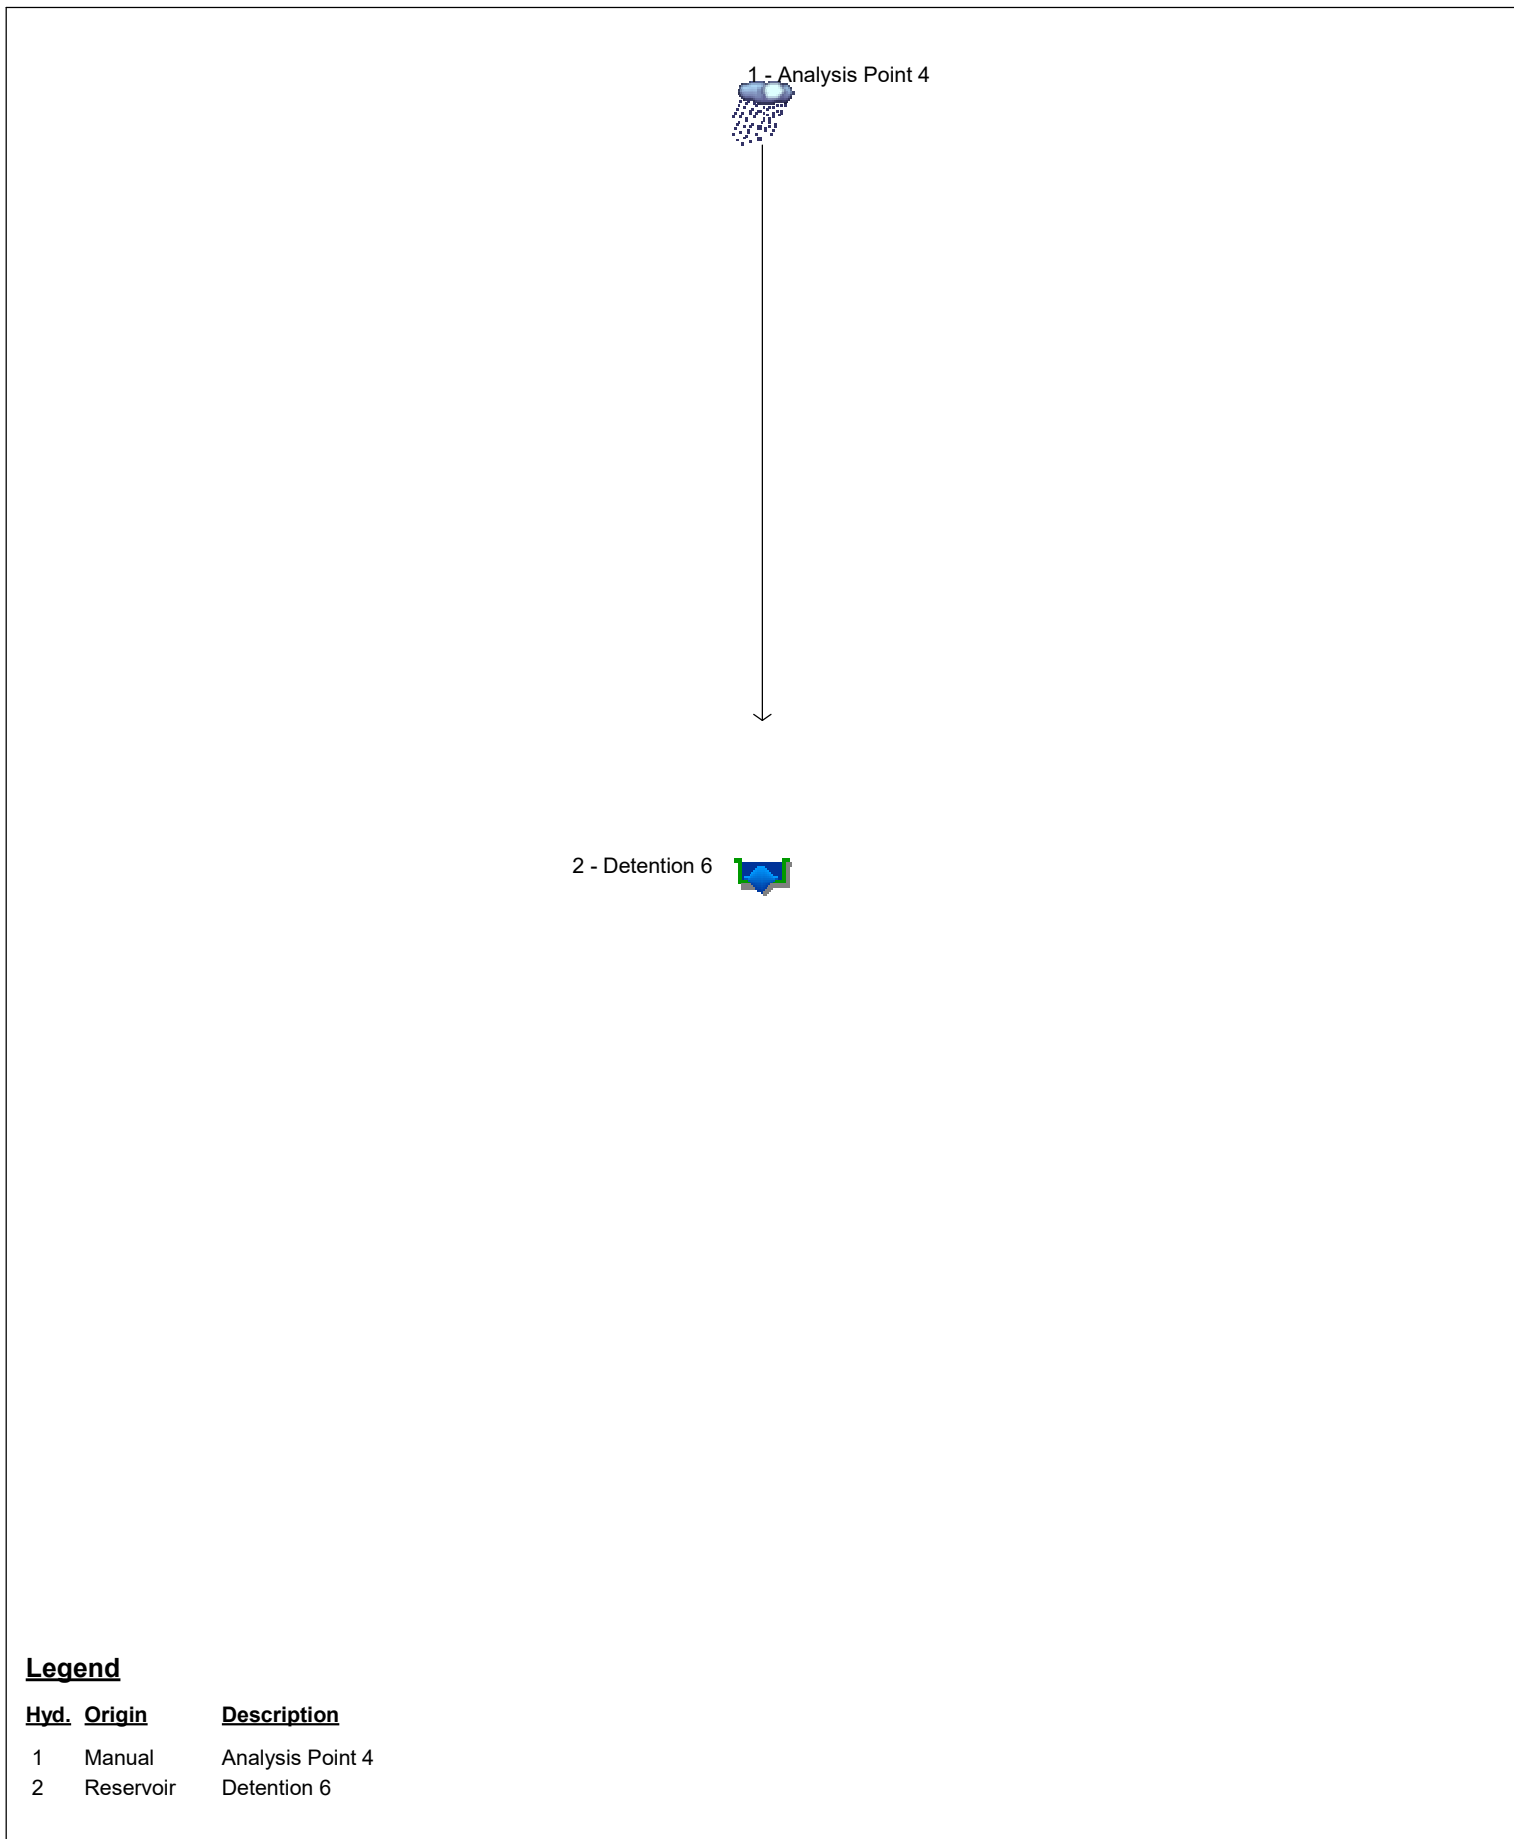 1 - Analysis Point 4
2 - Detention 6
Legend
Hyd. Origin Description
1 Manual Analysis Point 4
2 Reservoir Detention 6